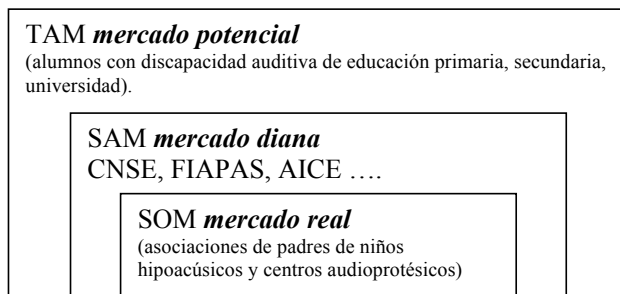 TAM mercado potencial
(alumnos con discapacidad auditiva de educación primaria, secundaria,
universidad).
SAM mercado diana
CNSE, FIAPAS, AICE ....
SOM mercado real
(asociaciones de padres de niños
hipoacúsicos y centros audioprotésicos)